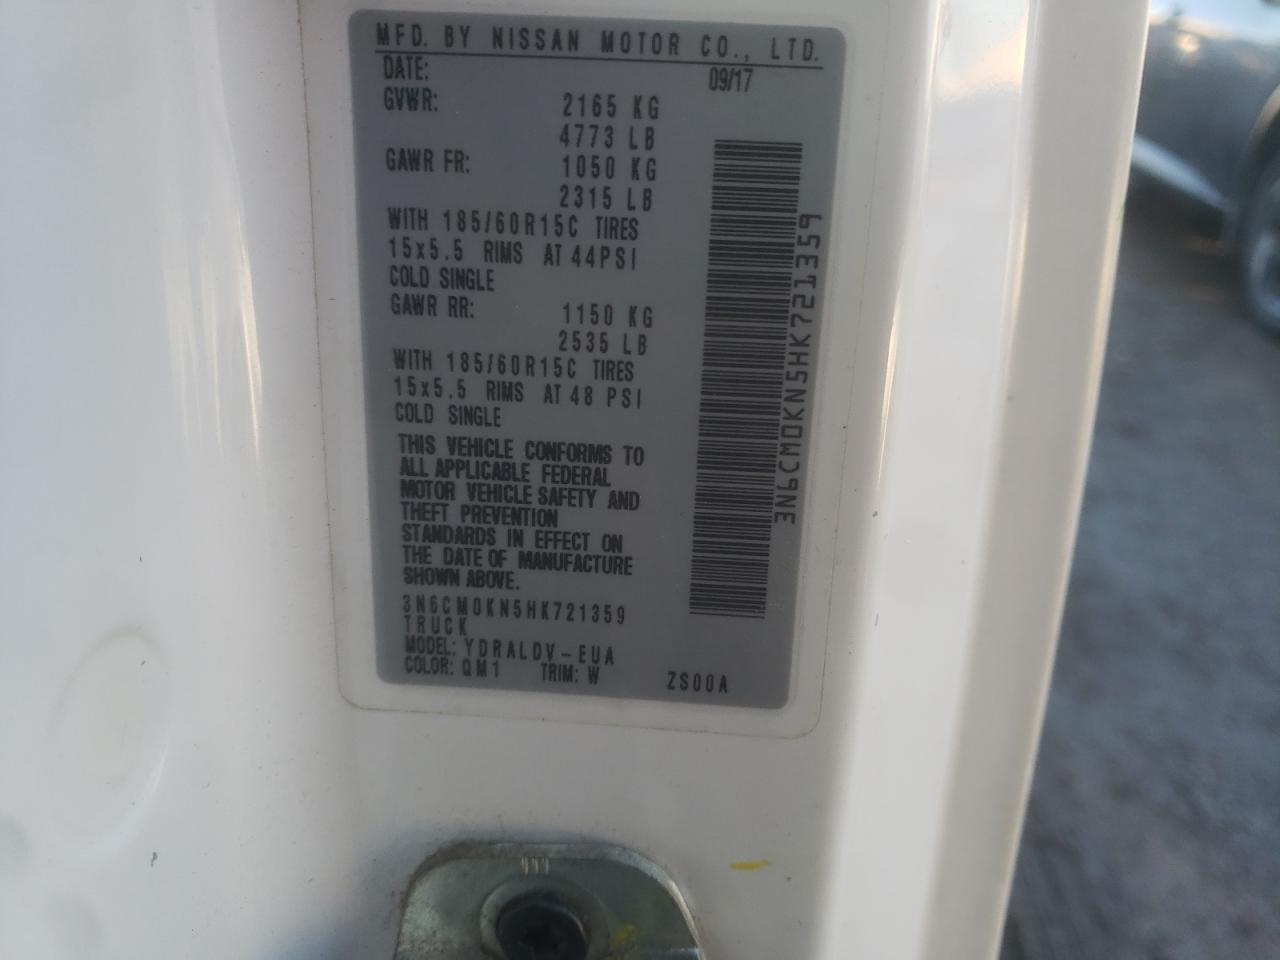 MFD. BY NISSAN MOTOR CO., LTD.
DATE: 09/17
GVWR: 2165 KG
4773 LB
GAWR FR: 1050 KG
2315 LB
WITH 185/60R15C TIRES
15x5.5 RIMS AT 44PSI
COLD SINGLE
GAWR RR: 1150 KG
2535 LB
WITH 185/60R15C TIRES
15x5.5 RIMS AT 48 PSI
COLD SINGLE
THIS VEHICLE CONFORMS TO
ALL APPLICABLE FEDERAL
MOTOR VEHICLE SAFETY AND
THEFT PREVENTION
STANDARDS IN EFFECT ON
THE DATE OF MANUFACTURE
SHOWN ABOVE.
3N6CM0KN5HK721359
TRUCK
MODEL: YDRALDV-EUA
COLOR: QM1 TRIM: W ZS00A
3N6CM0KN5HK721359